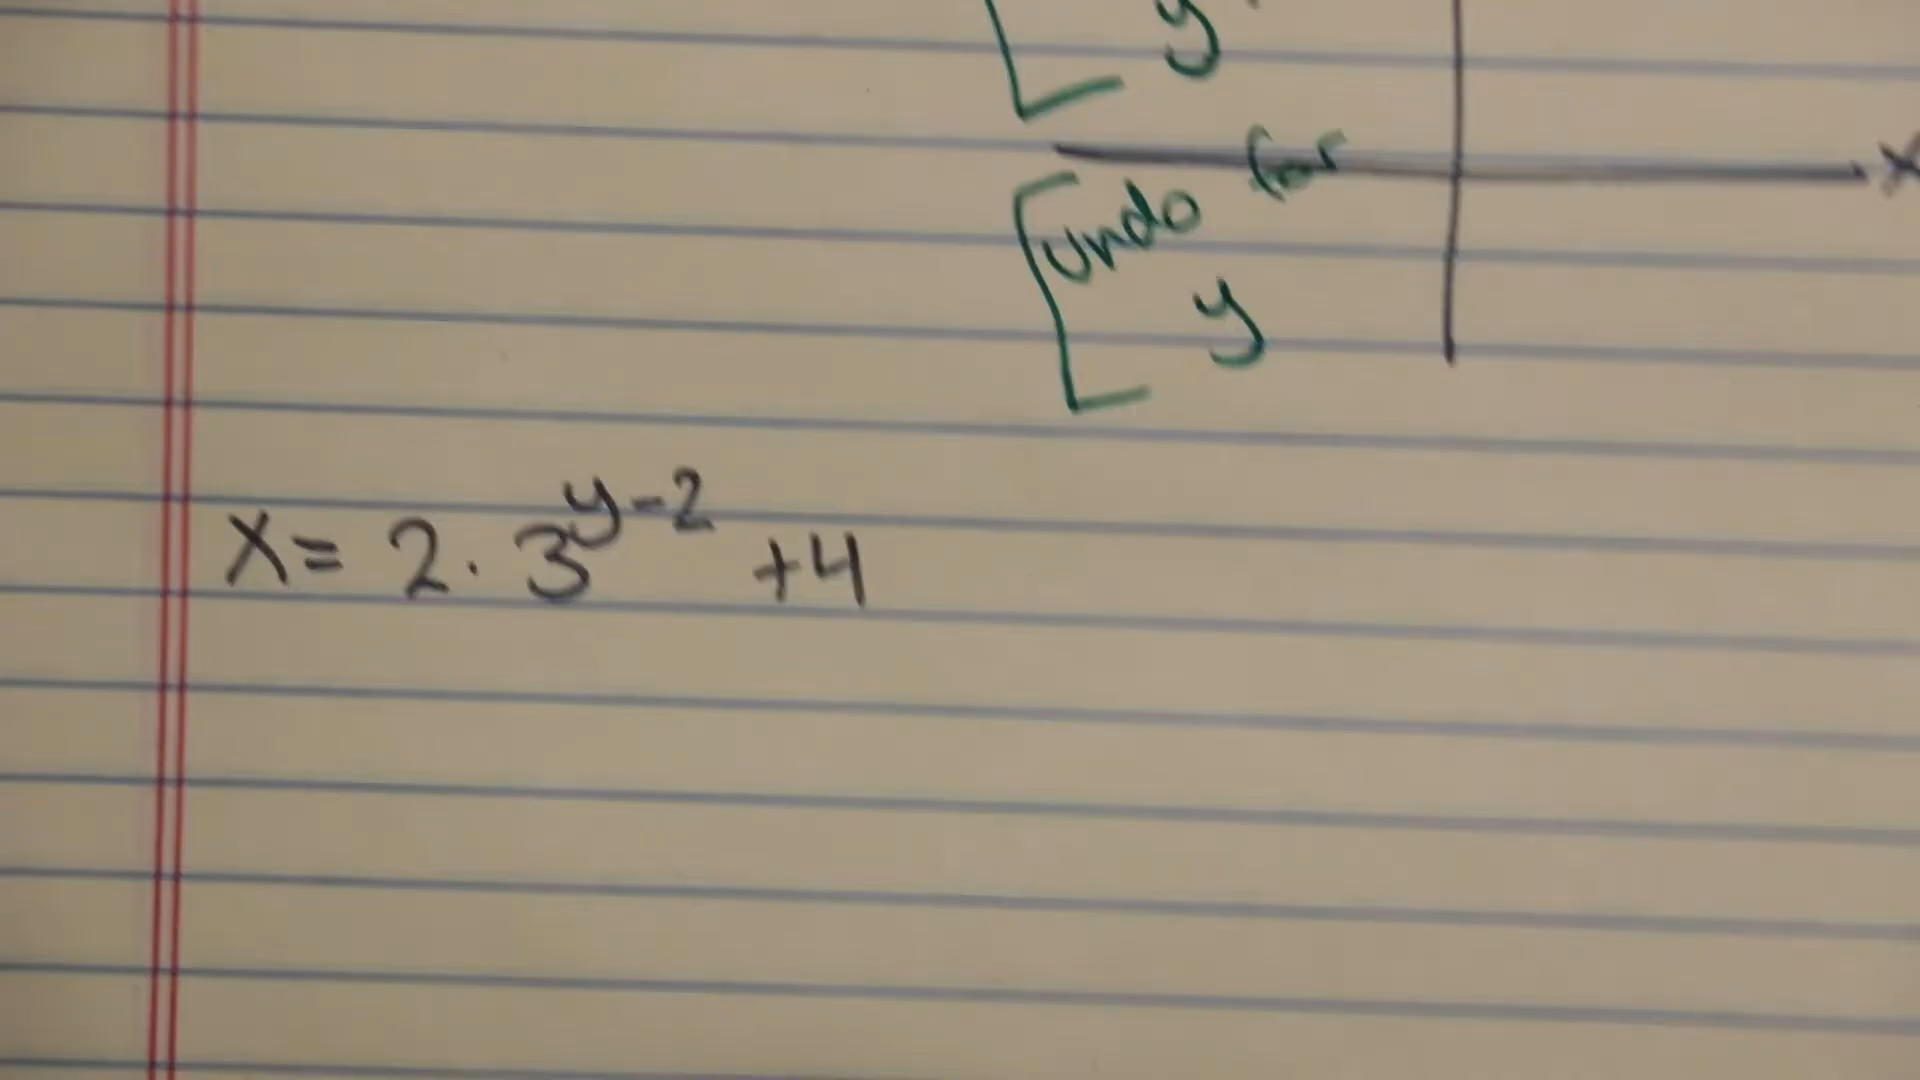 y
x
undo for
y
x = 2 · 3^{y-2} + 4